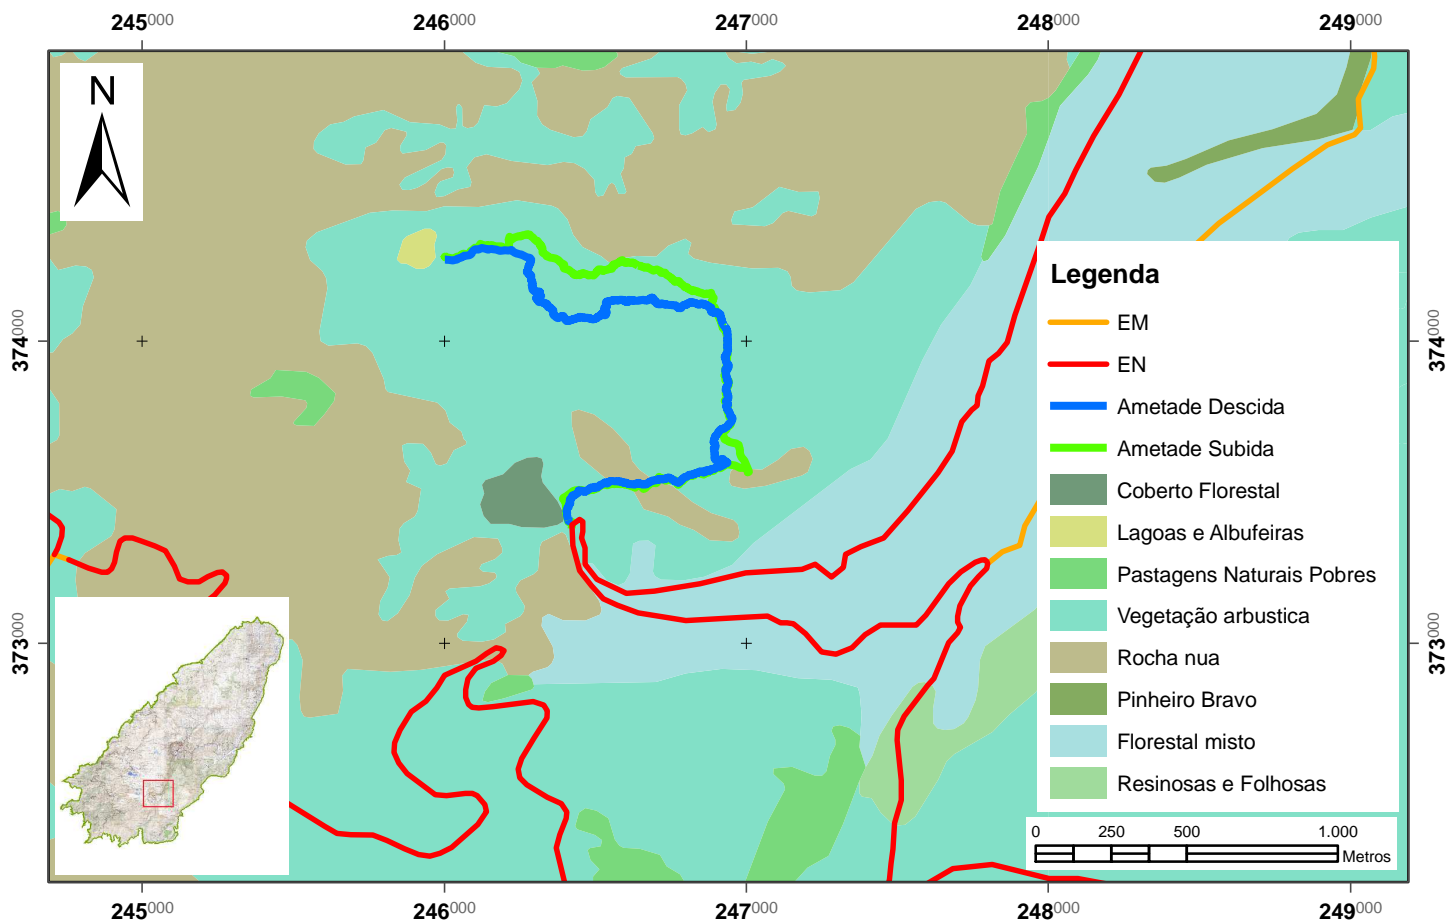 245000 246000 247000 248000 249000
N
374000 374000
373000 373000
Legenda
EM
EN
Ametade Descida
Ametade Subida
Coberto Florestal
Lagoas e Albufeiras
Pastagens Naturais Pobres
Vegetação arbustica
Rocha nua
Pinheiro Bravo
Florestal misto
Resinosas e Folhosas
0 250 500 1.000
Metros
245000 246000 247000 248000 249000